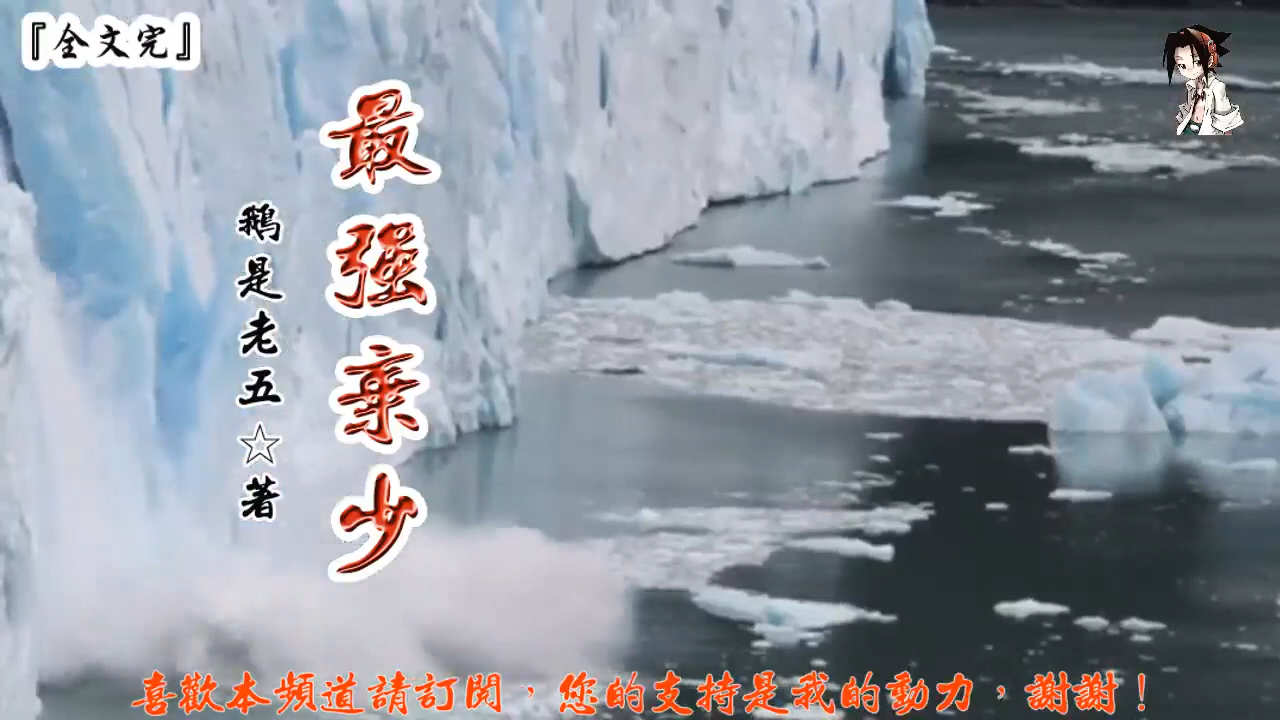 『全文完』
最強棄少
鵝是老五☆著
喜歡本頻道請訂閱，您的支持是我的動力，謝謝！